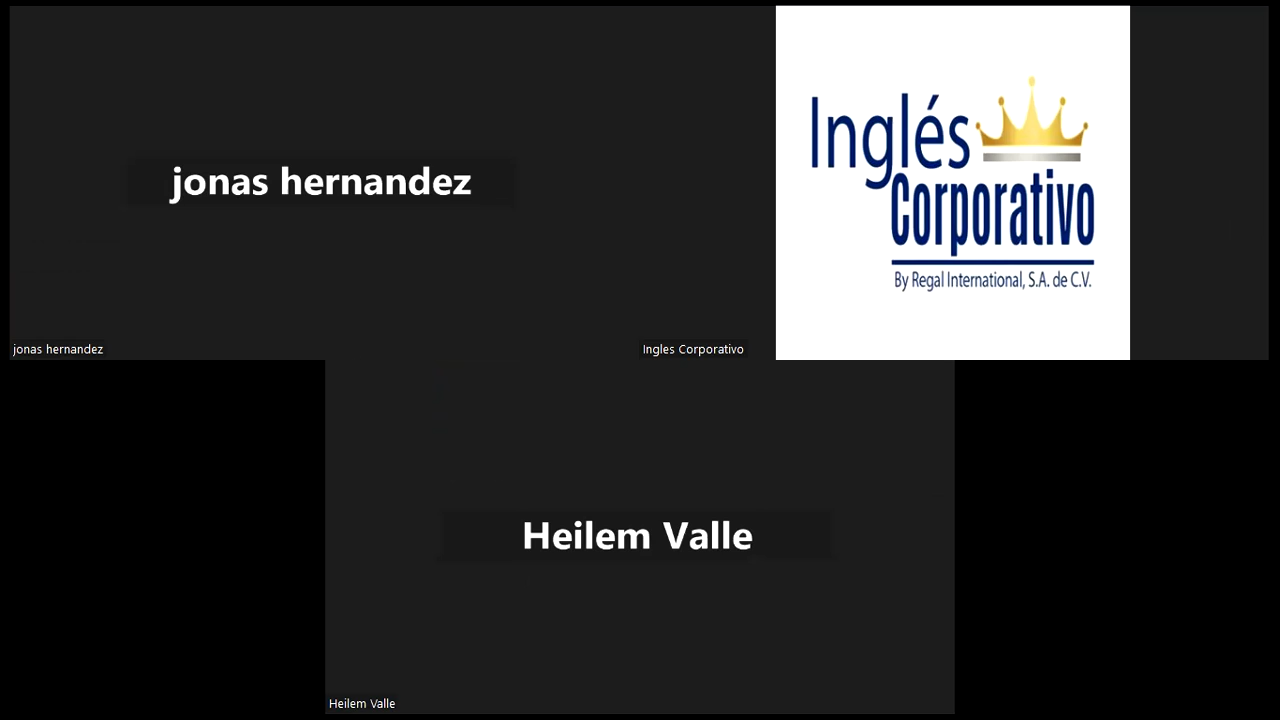 jonas hernandez
jonas hernandez
Inglés
Corporativo
By Regal International, S.A. de C.V.
Ingles Corporativo
Heilem Valle
Heilem Valle